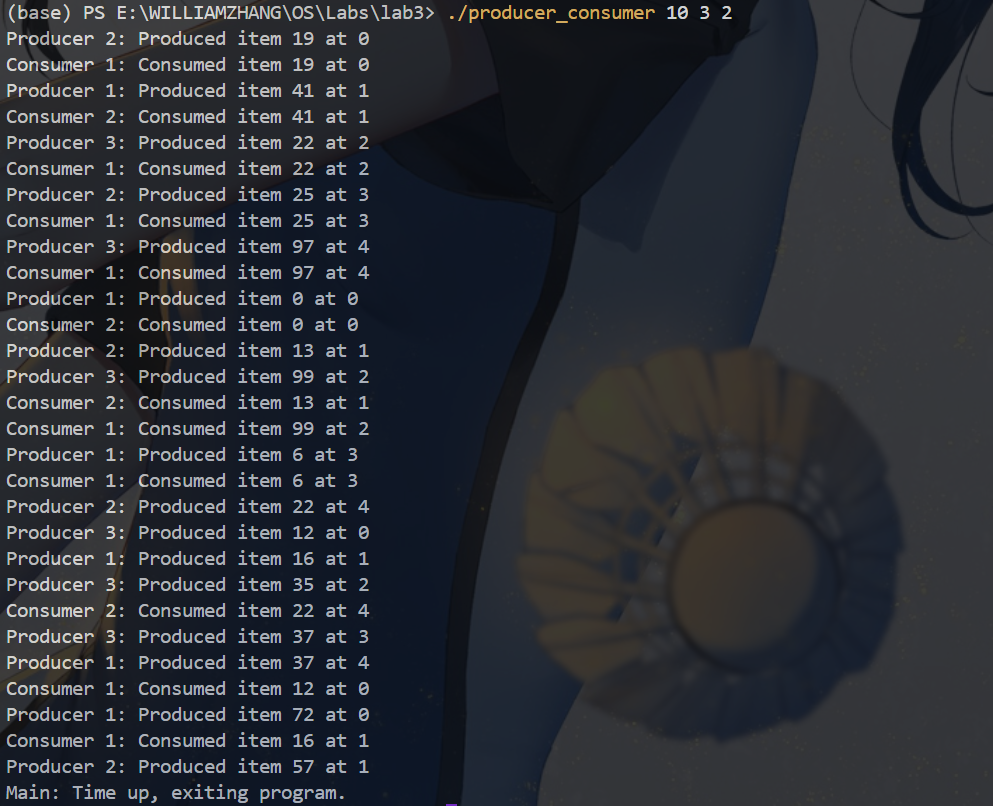 (base) PS E:\WILLIAMZHANG\OS\Labs\lab3> ./producer_consumer 10 3 2
Producer 2: Produced item 19 at 0
Consumer 1: Consumed item 19 at 0
Producer 1: Produced item 41 at 1
Consumer 2: Consumed item 41 at 1
Producer 3: Produced item 22 at 2
Consumer 1: Consumed item 22 at 2
Producer 2: Produced item 25 at 3
Consumer 1: Consumed item 25 at 3
Producer 3: Produced item 97 at 4
Consumer 1: Consumed item 97 at 4
Producer 1: Produced item 0 at 0
Consumer 2: Consumed item 0 at 0
Producer 2: Produced item 13 at 1
Producer 3: Produced item 99 at 2
Consumer 2: Consumed item 13 at 1
Consumer 1: Consumed item 99 at 2
Producer 1: Produced item 6 at 3
Consumer 1: Consumed item 6 at 3
Producer 2: Produced item 22 at 4
Producer 3: Produced item 12 at 0
Producer 1: Produced item 16 at 1
Producer 3: Produced item 35 at 2
Consumer 2: Consumed item 22 at 4
Producer 3: Produced item 37 at 3
Producer 1: Produced item 37 at 4
Consumer 1: Consumed item 12 at 0
Producer 1: Produced item 72 at 0
Consumer 1: Consumed item 16 at 1
Producer 2: Produced item 57 at 1
Main: Time up, exiting program.